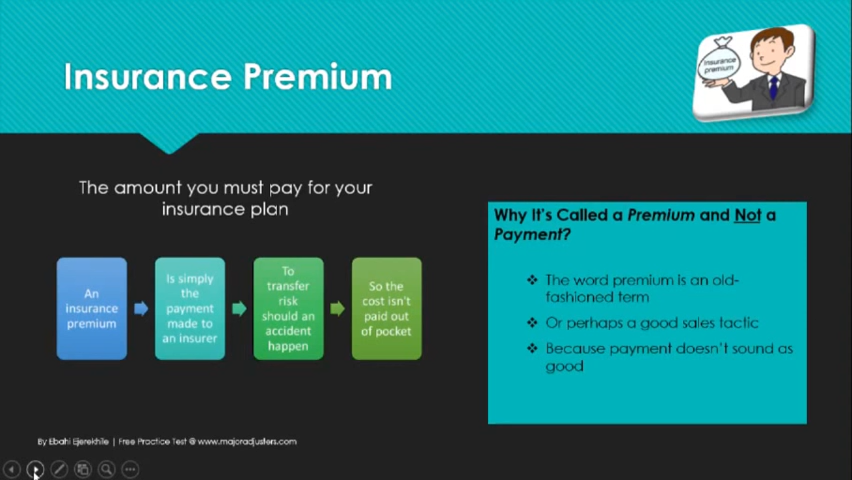 Insurance Premium
insurance
premium
The amount you must pay for your
insurance plan
An
insurance
premium
Is simply
the
payment
made to
an insurer
To
transfer
risk
should an
accident
happen
So the
cost isn't
paid out
of pocket
Why It's Called a Premium and Not a
Payment?
❖ The word premium is an old-
fashioned term
❖ Or perhaps a good sales tactic
❖ Because payment doesn't sound as
good
By Ebahi Ejerekhile | Free Practice Test @ www.majoradjusters.com